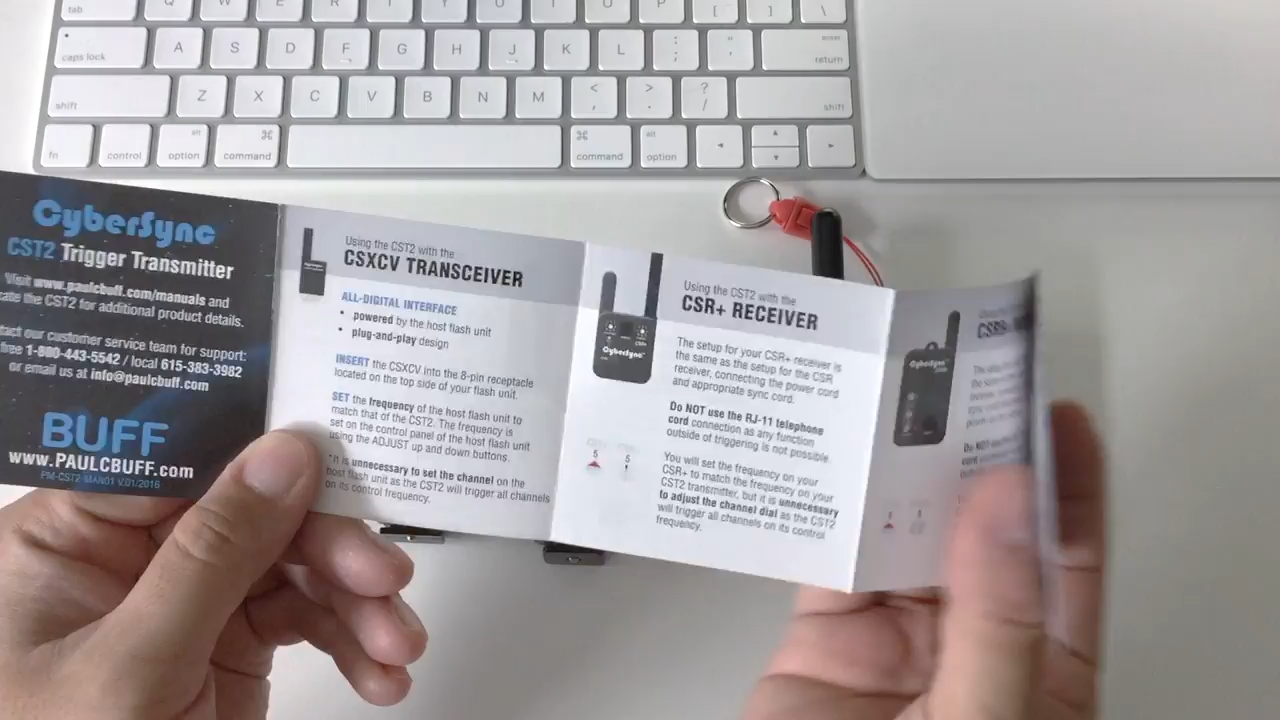 tab Q W E R T Y U I O P [ ] \
caps lock A S D F G H J K L ; : ' " enter return
shift Z X C V B N M < , > . ? / shift
fn control alt option ⌘ command ⌘ command alt option
CyberSync
CST2 Trigger Transmitter
Visit www.paulcbuff.com/manuals and
the CST2 for additional product details.
our customer service team for support:
free 1-800-443-5542 / local 615-383-3982
or email us at info@paulcbuff.com
BUFF
www.PAULCBUFF.com
PM-CST2-MAN01 V.01/2016
Using the CST2 with the
CSXCV TRANSCEIVER
ALL-DIGITAL INTERFACE
• powered by the host flash unit
• plug-and-play design
INSERT the CSXCV into the 8-pin receptacle
located on the top side of your flash unit.
SET the frequency of the host flash unit to
match that of the CST2. The frequency is
set on the control panel of the host flash unit
using the ADJUST up and down buttons.
*It is unnecessary to set the channel on the
host flash unit as the CST2 will trigger all channels
on its control frequency.
CyberSync
5 5
Using the CST2 with the
CSR+ RECEIVER
The setup for your CSR+ receiver is
the same as the setup for the CSR
receiver, connecting the power cord
and appropriate sync cord.
Do NOT use the RJ-11 telephone
cord connection as any function
outside of triggering is not possible.
You will set the frequency on your
CSR+ to match the frequency on your
CST2 transmitter, but it is unnecessary
to adjust the channel dial as the CST2
will trigger all channels on its control
frequency.
CyberSync